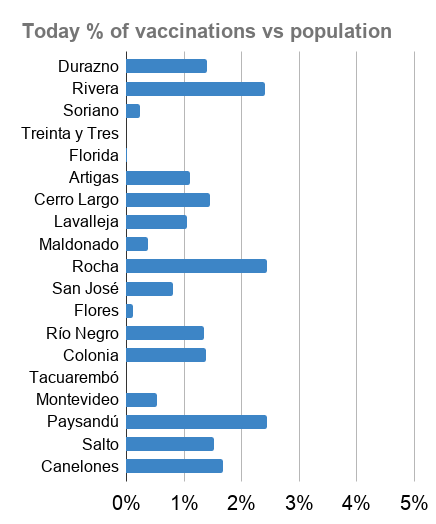 Today % of vaccinations vs population
Durazno
Rivera
Soriano
Treinta y Tres
Florida
Artigas
Cerro Largo
Lavalleja
Maldonado
Rocha
San José
Flores
Río Negro
Colonia
Tacuarembó
Montevideo
Paysandú
Salto
Canelones
0% 1% 2% 3% 4% 5%